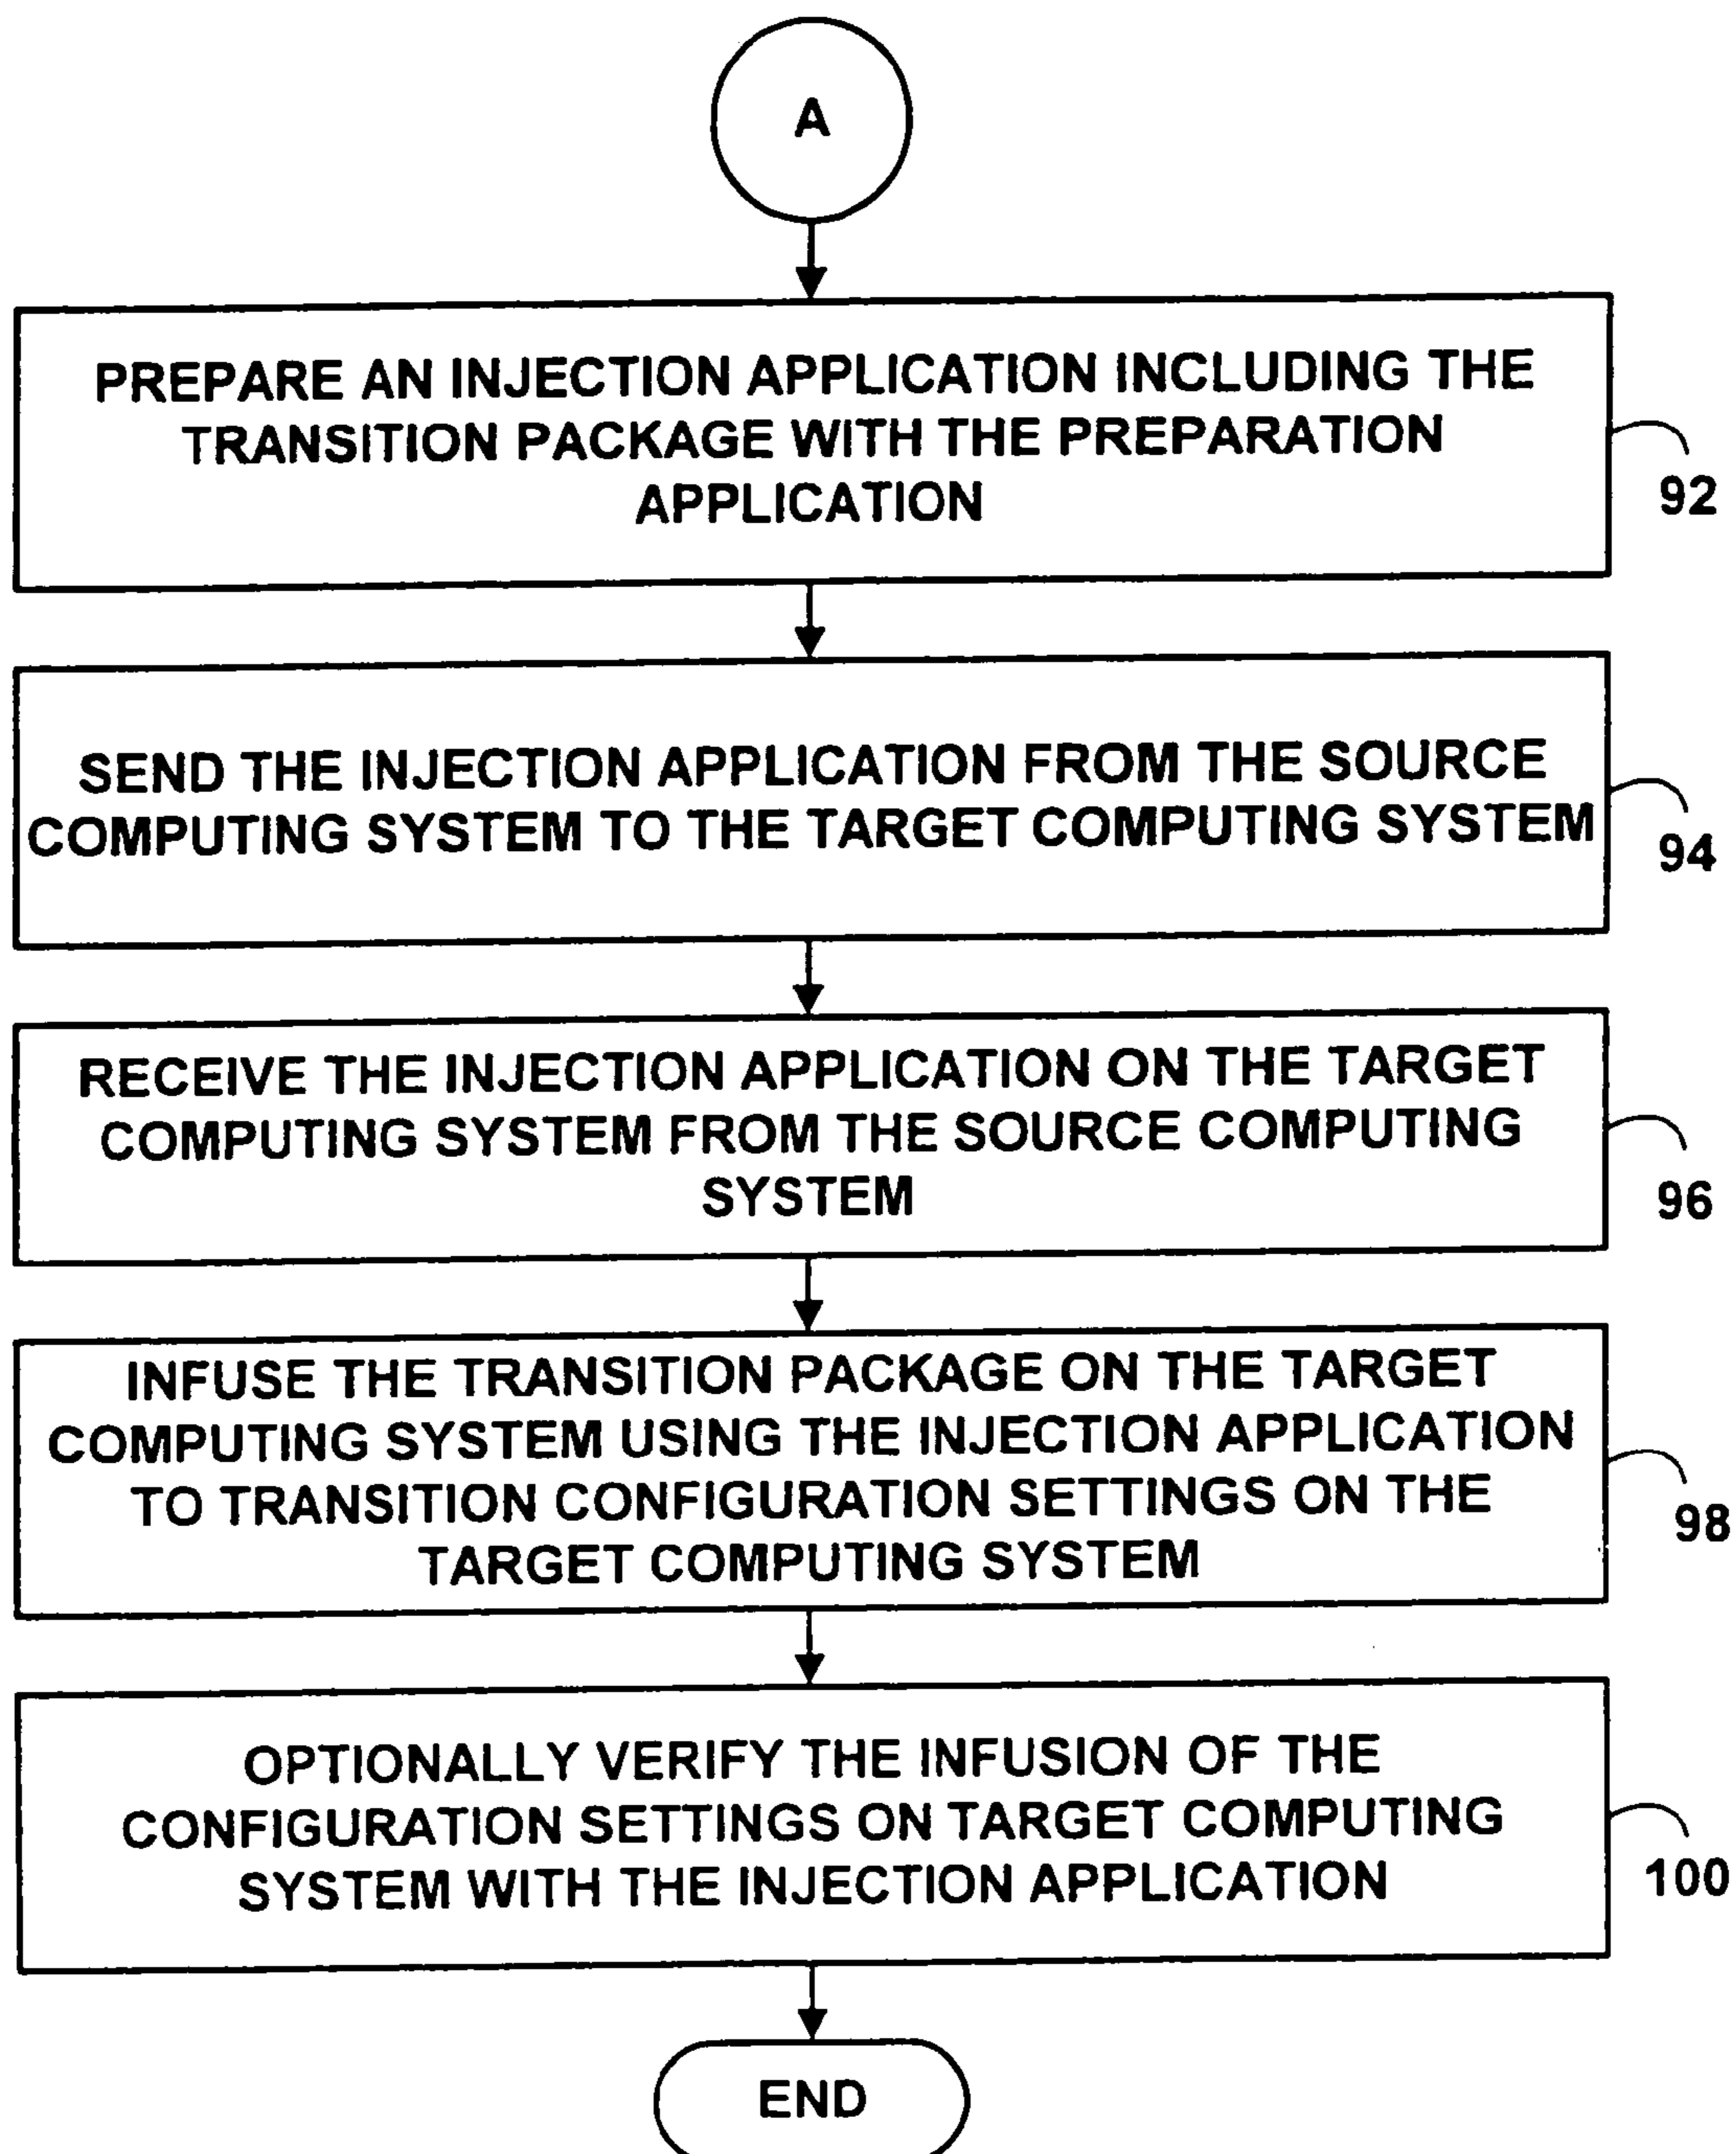 A
PREPARE AN INJECTION APPLICATION INCLUDING THE
TRANSITION PACKAGE WITH THE PREPARATION
APPLICATION
92
SEND THE INJECTION APPLICATION FROM THE SOURCE
COMPUTING SYSTEM TO THE TARGET COMPUTING SYSTEM
94
RECEIVE THE INJECTION APPLICATION ON THE TARGET
COMPUTING SYSTEM FROM THE SOURCE COMPUTING
SYSTEM
96
INFUSE THE TRANSITION PACKAGE ON THE TARGET
COMPUTING SYSTEM USING THE INJECTION APPLICATION
TO TRANSITION CONFIGURATION SETTINGS ON THE
TARGET COMPUTING SYSTEM
98
OPTIONALLY VERIFY THE INFUSION OF THE
CONFIGURATION SETTINGS ON TARGET COMPUTING
SYSTEM WITH THE INJECTION APPLICATION
100
END